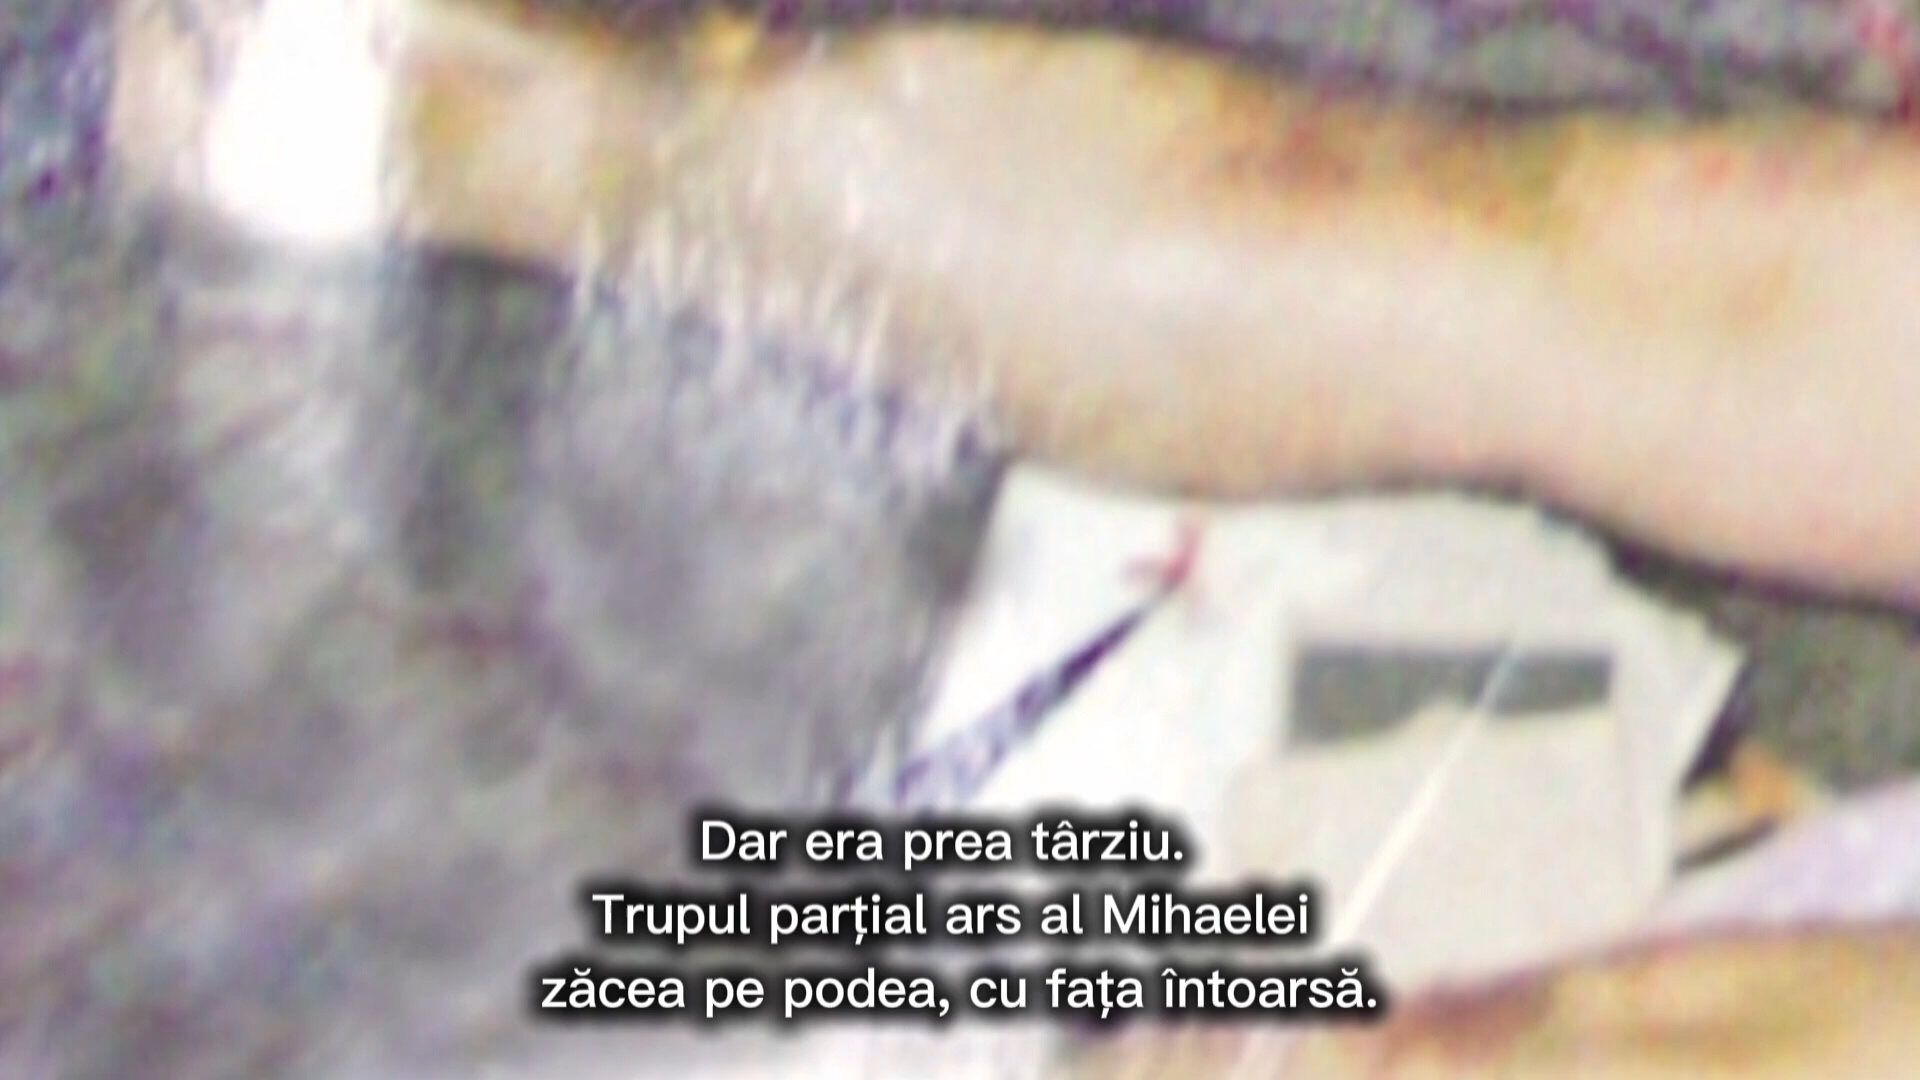 Dar era prea târziu.
Trupul parțial ars al Mihaelei
zăcea pe podea, cu fața întoarsă.